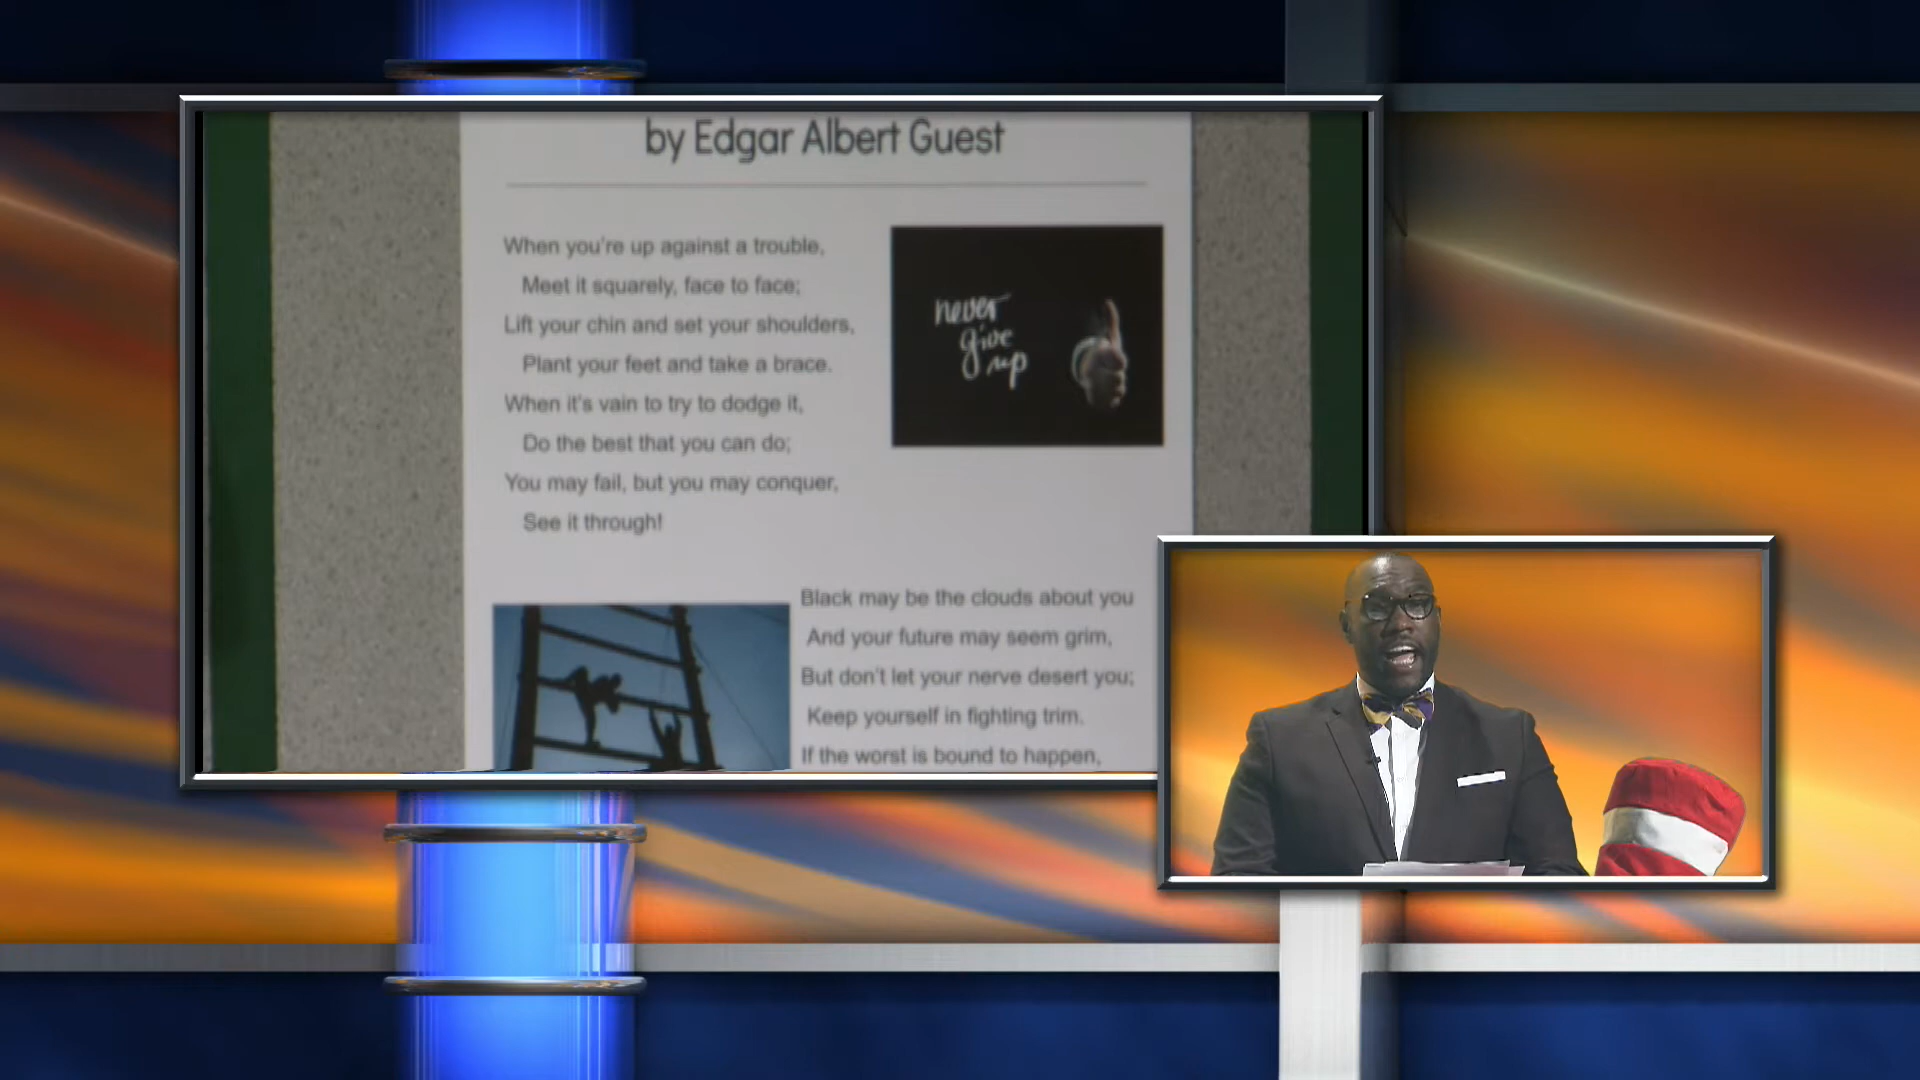 by Edgar Albert Guest
When you're up against a trouble,
Meet it squarely, face to face;
Lift your chin and set your shoulders,
Plant your feet and take a brace.
When it's vain to try to dodge it,
Do the best that you can do;
You may fail, but you may conquer,
See it through!
never
give
up
Black may be the clouds about you
And your future may seem grim,
But don't let your nerve desert you;
Keep yourself in fighting trim.
If the worst is bound to happen,